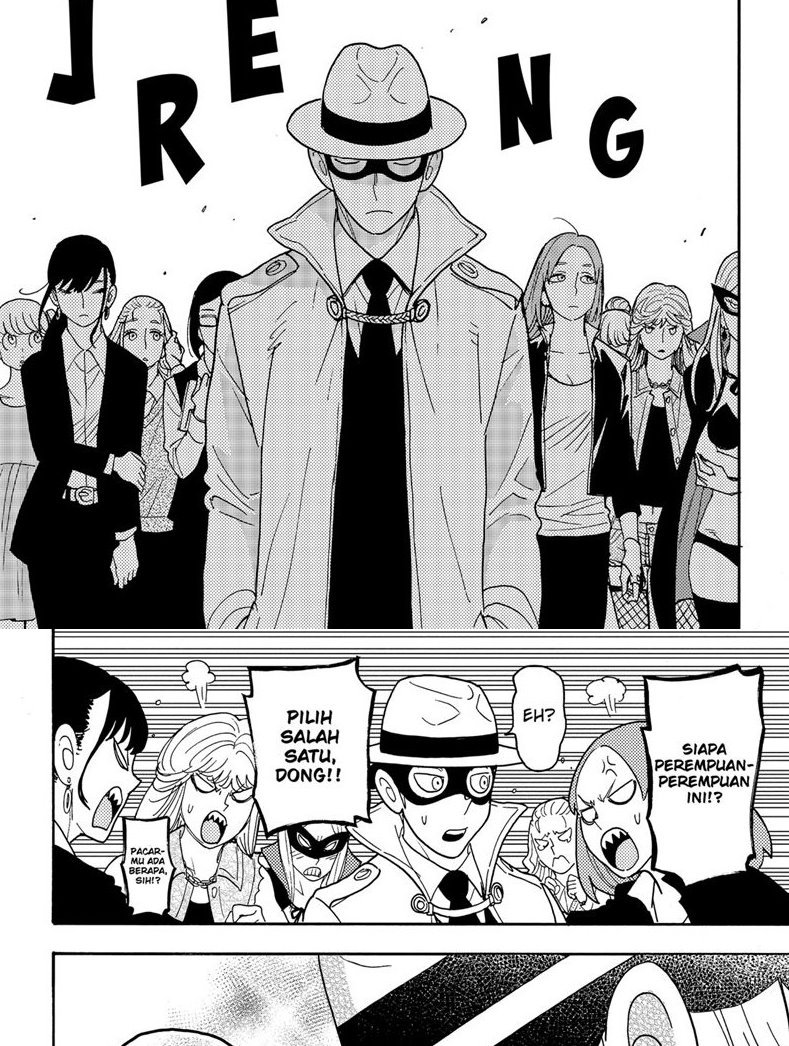 JRENG
SIAPA
PEREMPUAN-
PEREMPUAN
INI!?
EH?
PILIH
SALAH
SATU,
DONG!!
PACAR-
MU ADA
BERAPA,
SIH!?